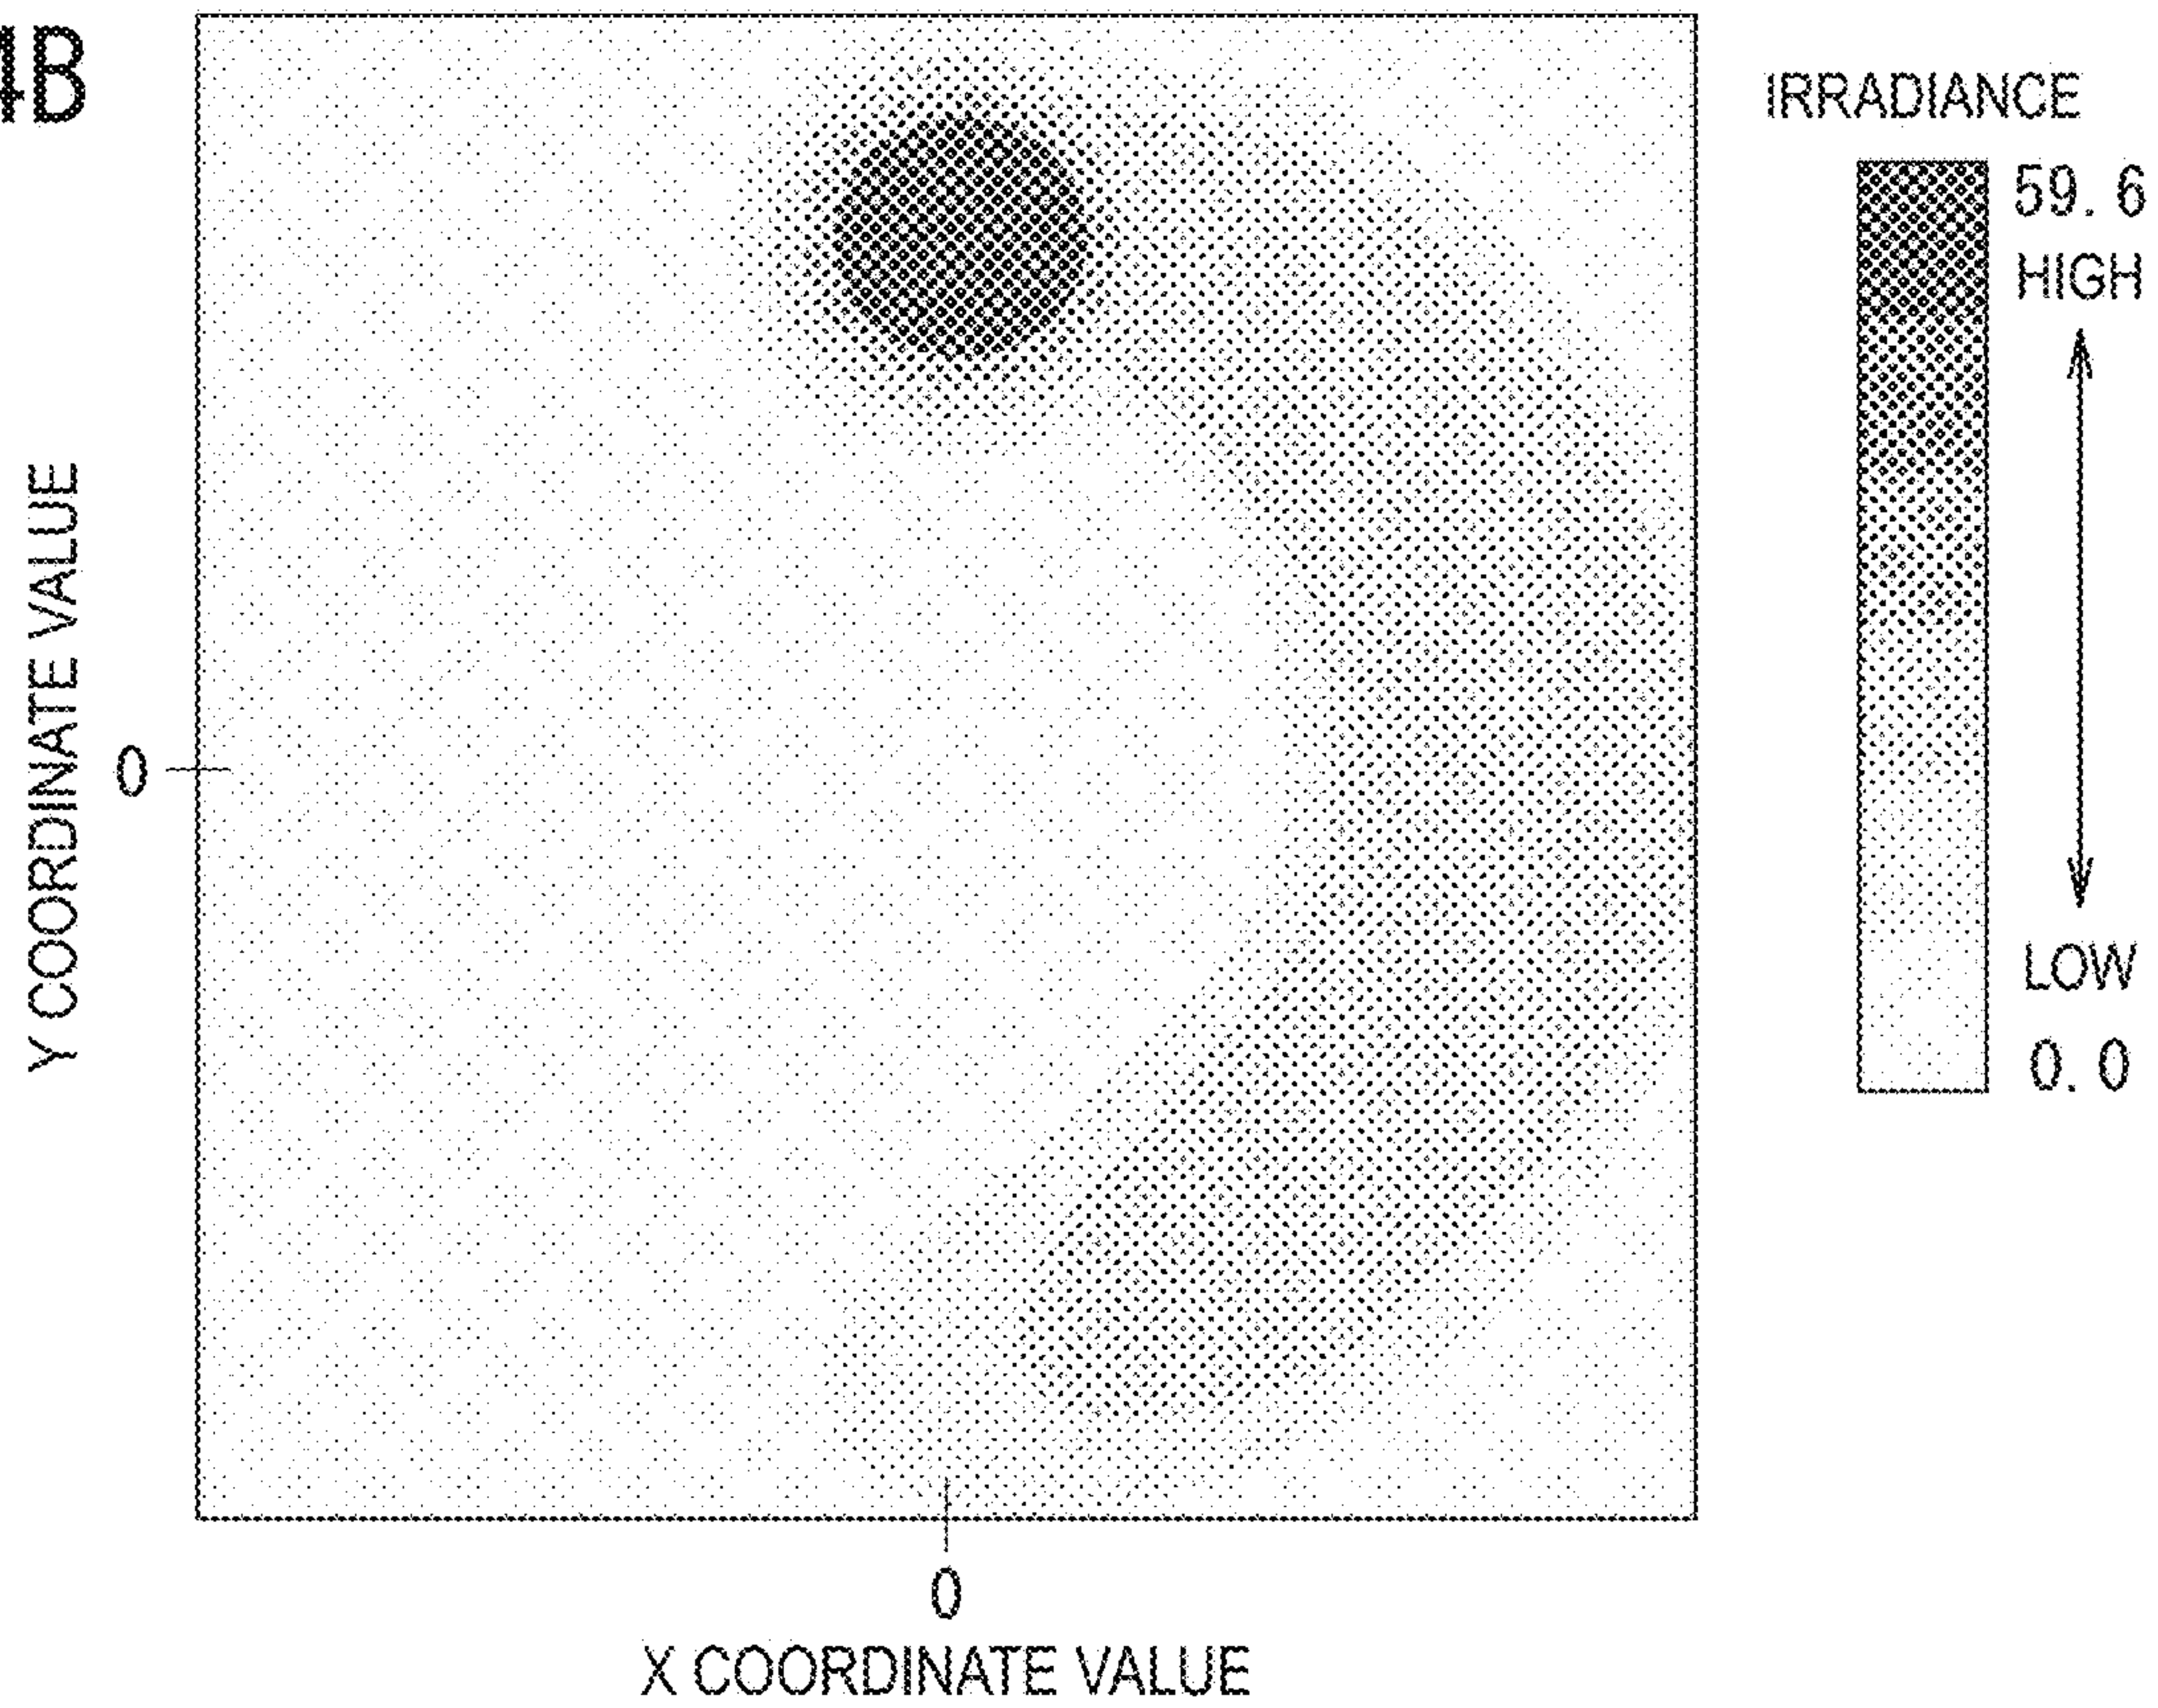 4B
IRRADIANCE
59. 6
HIGH
LOW
0. 0
Y COORDINATE VALUE
0
0
X COORDINATE VALUE